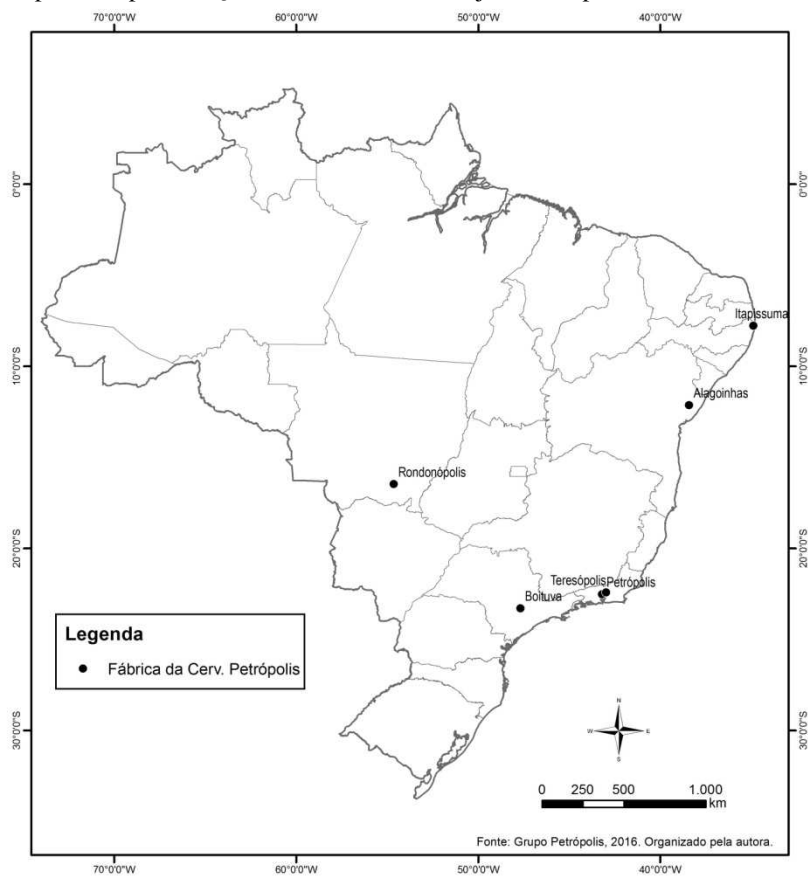 70°0'0"W 60°0'0"W 50°0'0"W 40°0'0"W
0°0'0" 0°0'0"
Itapissuma
10°0'0"S 10°0'0"S
Alagoinhas
Rondonópolis
20°0'0"S 20°0'0"S
Teresópolis Petrópolis
Boituva
Legenda
Fábrica da Cerv. Petrópolis
30°0'0"S 30°0'0"S
N
W E
S
0 250 500 1.000
km
Fonte: Grupo Petrópolis, 2016. Organizado pela autora.
70°0'0"W 60°0'0"W 50°0'0"W 40°0'0"W